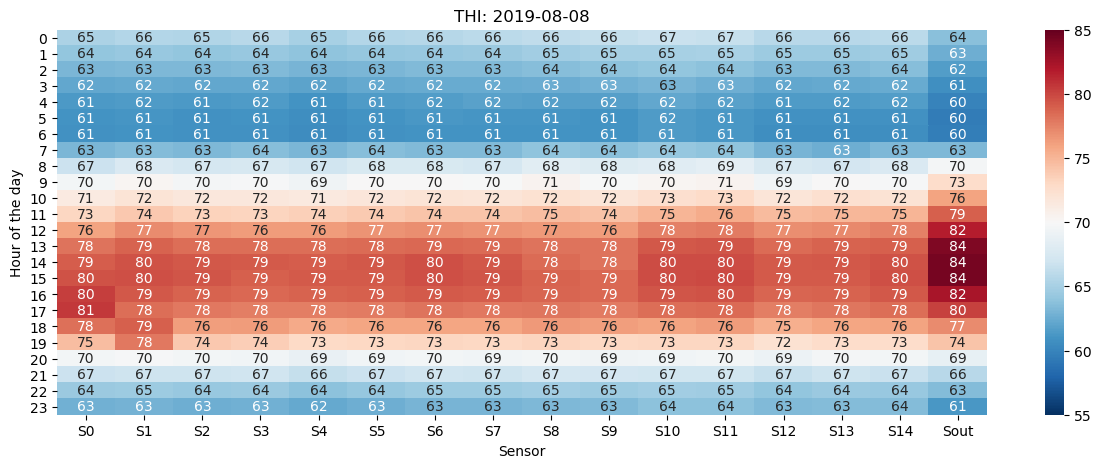 THI: 2019-08-08
Hour of the day
0 65 66 65 66 65 66 66 66 66 66 67 67 66 66 66 64
1 64 64 64 64 64 64 64 64 65 65 65 65 65 65 65 63
2 63 63 63 63 63 63 63 63 64 64 64 64 63 63 64 62
3 62 62 62 62 62 62 62 62 63 63 63 63 62 62 62 61
4 61 62 61 62 61 61 62 62 62 62 62 62 61 62 62 60
5 61 61 61 61 61 61 61 61 61 61 62 61 61 61 61 60
6 61 61 61 61 61 61 61 61 61 61 61 61 61 61 61 60
7 63 63 63 64 63 64 63 63 64 64 64 64 63 63 63 63
8 67 68 67 67 67 68 68 67 68 68 68 69 67 67 68 70
9 70 70 70 70 69 70 70 70 71 70 70 71 69 70 70 73
10 71 72 72 72 71 72 72 72 72 72 73 73 72 72 72 76
11 73 74 73 73 74 74 74 74 75 74 75 76 75 75 75 79
12 76 77 77 76 76 77 77 77 77 76 78 78 77 77 78 82
13 78 79 78 78 78 78 79 79 78 78 79 79 79 79 79 84
14 79 80 79 79 79 79 80 79 78 78 80 80 79 79 80 84
15 80 80 79 79 79 79 80 79 79 79 80 80 79 79 80 84
16 80 79 79 79 79 79 79 79 79 79 79 80 79 79 79 82
17 81 78 78 78 78 78 78 78 78 78 78 78 78 78 78 80
18 78 79 76 76 76 76 76 76 76 76 76 76 75 76 76 77
19 75 78 74 74 73 73 73 73 73 73 73 73 72 73 73 74
20 70 70 70 70 69 69 70 69 70 69 69 70 69 70 70 69
21 67 67 67 67 66 67 67 67 67 67 67 67 67 67 67 66
22 64 65 64 64 64 64 65 65 65 65 65 65 64 64 64 63
23 63 63 63 63 62 63 63 63 63 63 64 64 63 63 64 61
S0 S1 S2 S3 S4 S5 S6 S7 S8 S9 S10 S11 S12 S13 S14 Sout
Sensor
85
80
75
70
65
60
55